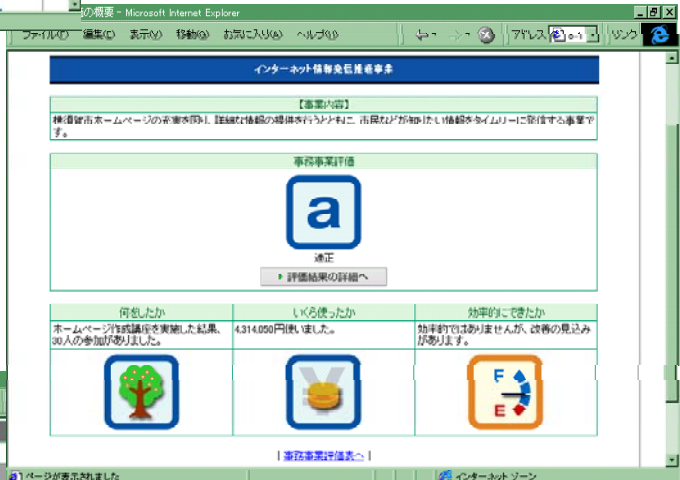 の概要 - Microsoft Internet Explorer
ファイル(F) 編集(E) 表示(V) 移動(G) お気に入り(A) ヘルプ(H) アドレス リンク
インターネット情報発信推進事業
【事業内容】
横須賀市ホームページの充実を図り、詳細な情報の提供を行うとともに、市民などが知りたい情報をタイムリーに発信する事業で
す。
事務事業評価
a
適正
評価結果の詳細へ
何をしたか いくら使ったか 効率的にできたか
ホームページ作成講座を実施した結果、 4,314,050円使いました。 効率的ではありませんが、改善の見込み
30人の参加がありました。 があります。
¥
F
E
| 事務事業評価表へ |
ページが表示されました インターネット ゾーン